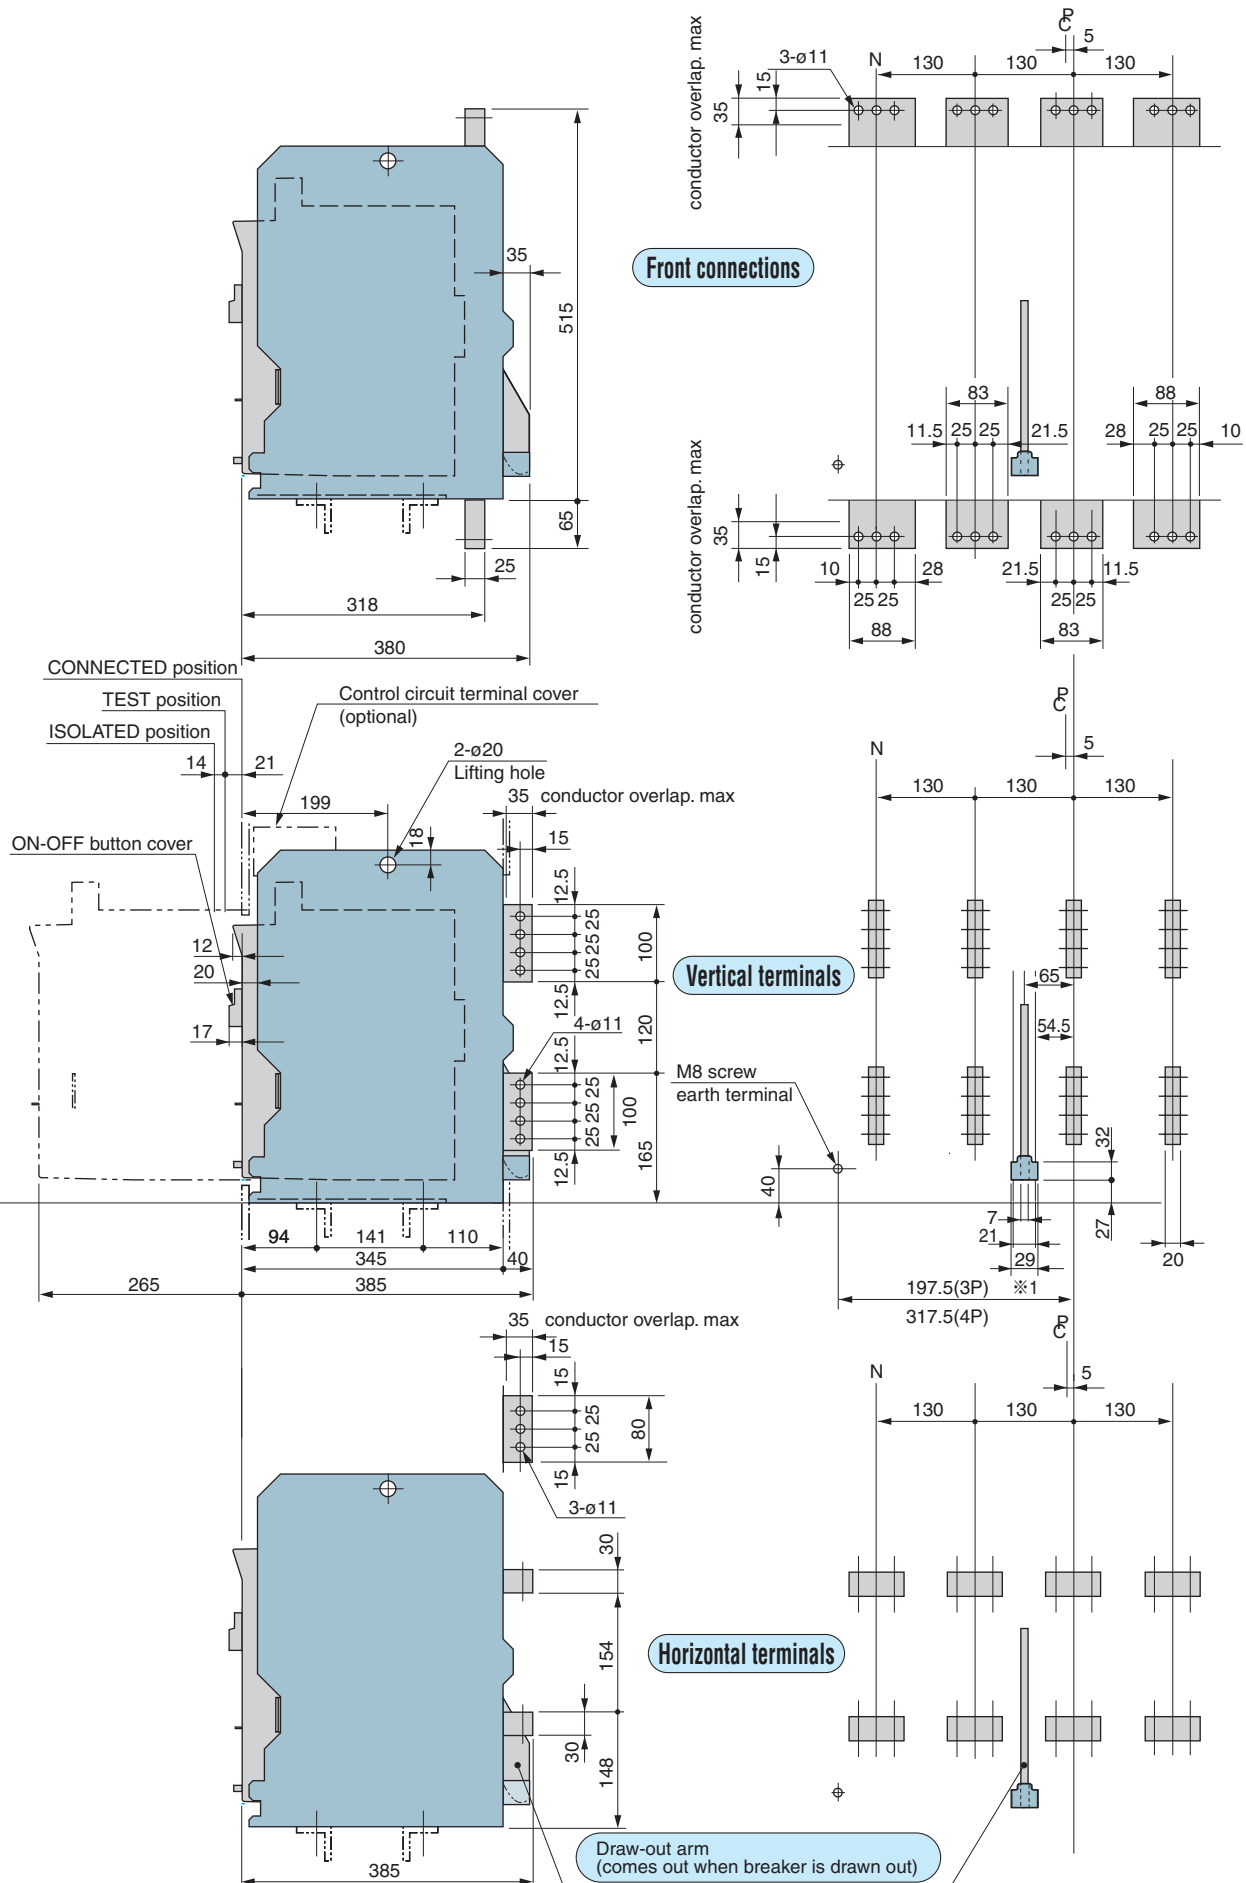 conductor overlap. max
35
15
3-ø11
N
130
130
130
P
C
5
Front connections
35
515
65
25
318
380
83
88
11.5
25
25
21.5
28
25
25
10
conductor overlap. max
35
15
10
25
25
28
88
21.5
25
25
11.5
83
CONNECTED position
TEST position
ISOLATED position
14
21
Control circuit terminal cover
(optional)
2-ø20
Lifting hole
199
18
35 conductor overlap. max
15
ON-OFF button cover
12
20
17
12.5
25
25
25
12.5
100
120
4-ø11
12.5
25
25
25
12.5
100
165
Vertical terminals
94
141
110
345
40
265
385
P
C
5
N
130
130
130
65
54.5
M8 screw
earth terminal
40
32
27
7
21
29
※1
20
197.5(3P)
317.5(4P)
35 conductor overlap. max
15
15
25
25
15
80
3-ø11
30
154
30
148
385
Horizontal terminals
P
C
5
N
130
130
130
Draw-out arm
(comes out when breaker is drawn out)